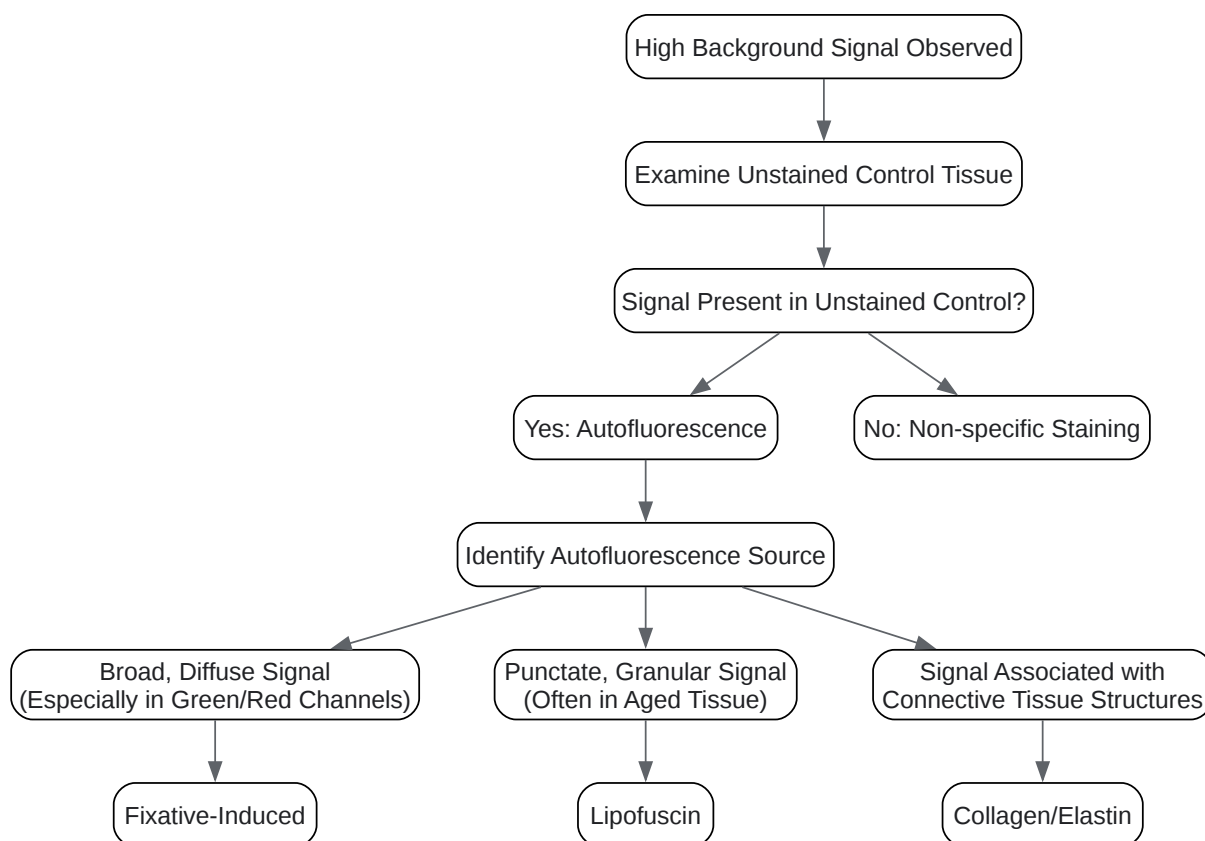 High Background Signal Observed
Examine Unstained Control Tissue
Signal Present in Unstained Control?
Yes: Autofluorescence
No: Non-specific Staining
Identify Autofluorescence Source
Broad, Diffuse Signal
(Especially in Green/Red Channels)
Punctate, Granular Signal
(Often in Aged Tissue)
Signal Associated with
Connective Tissue Structures
Fixative-Induced
Lipofuscin
Collagen/Elastin